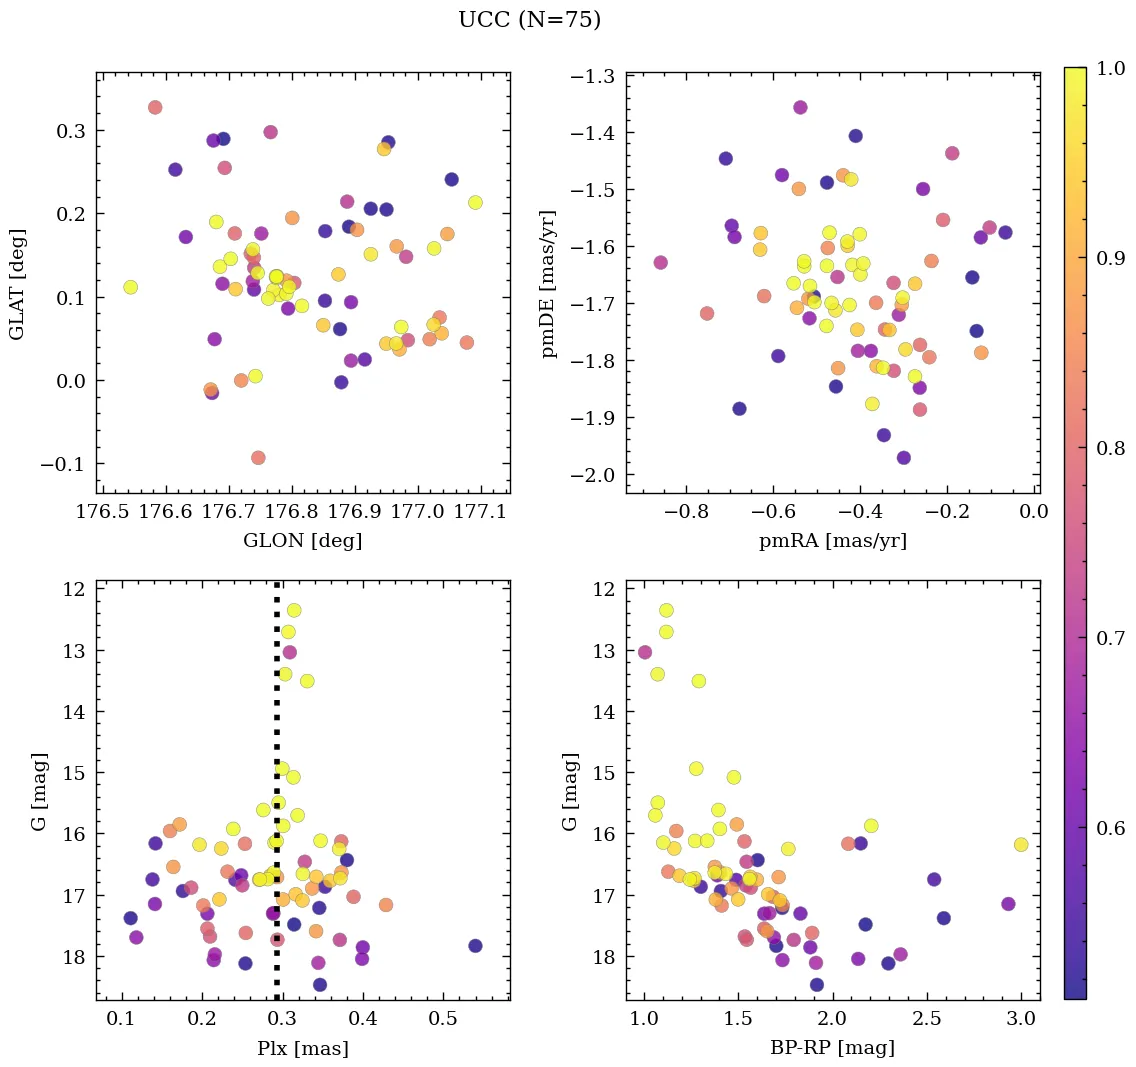 UCC (N=75)
0.3
0.2
0.1
0.0
−0.1
GLAT [deg]
176.5 176.6 176.7 176.8 176.9 177.0 177.1
GLON [deg]
−1.3
−1.4
−1.5
−1.6
−1.7
−1.8
−1.9
−2.0
pmDE [mas/yr]
−0.8 −0.6 −0.4 −0.2 0.0
pmRA [mas/yr]
12
13
14
15
16
17
18
G [mag]
0.1 0.2 0.3 0.4 0.5
Plx [mas]
12
13
14
15
16
17
18
G [mag]
1.0 1.5 2.0 2.5 3.0
BP-RP [mag]
1.0
0.9
0.8
0.7
0.6